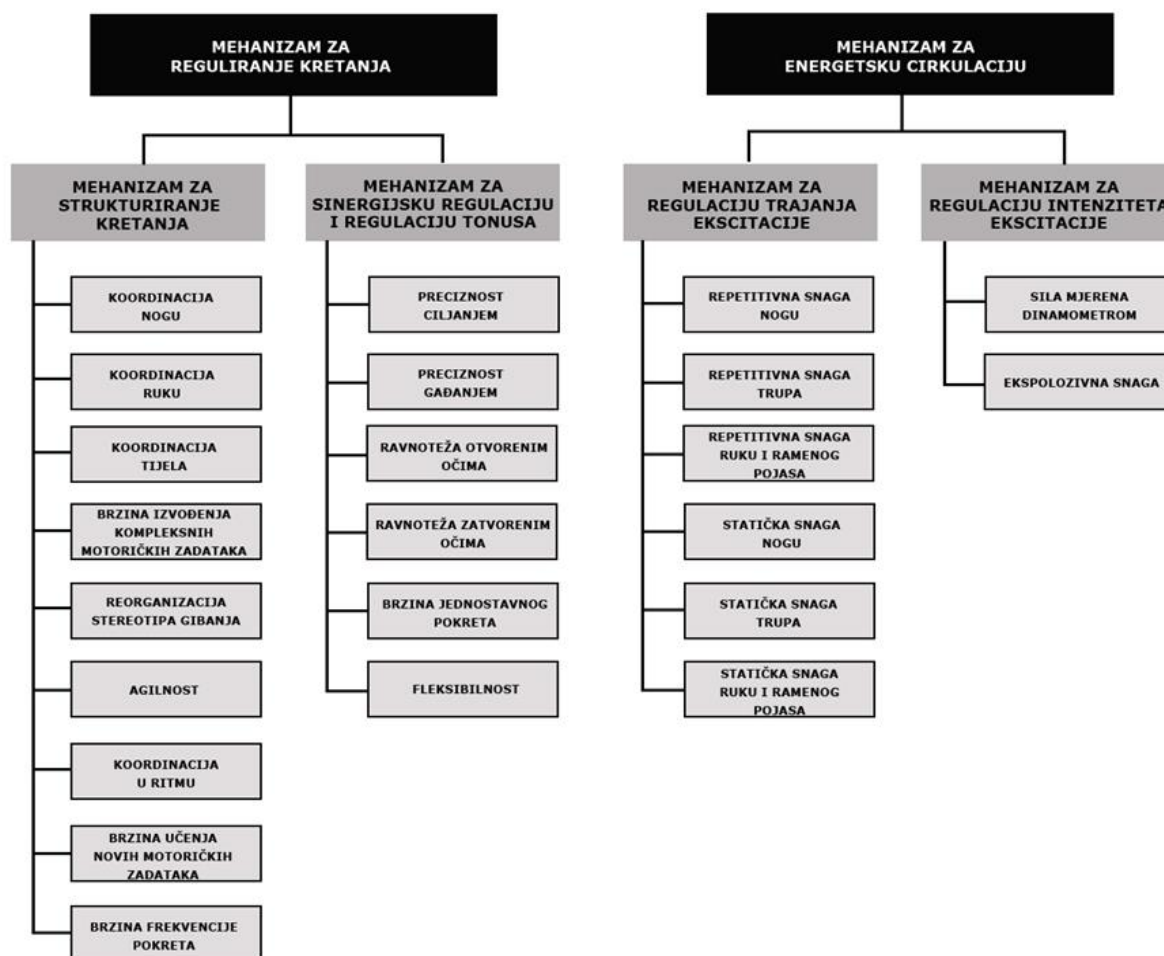 MEHANIZAM ZA
REGULIRANJE KRETANJA
MEHANIZAM ZA
STRUKTURIRANJE
KRETANJA
KOORDINACIJA
NOGU
KOORDINACIJA
RUKU
KOORDINACIJA
TIJELA
BRZINA IZVOĐENJA
KOMPLEKSNIH
MOTORIČKIH ZADATAKA
REORGANIZACIJA
STEREOTIPA GIBANJA
AGILNOST
KOORDINACIJA
U RITMU
BRZINA UČENJA
NOVIH MOTORIČKIH
ZADATAKA
BRZINA FREKVENCIJE
POKRETA
MEHANIZAM ZA
SINERGIJSKU REGULACIJU
I REGULACIJU TONUSA
PRECIZNOST
CILJANJEM
PRECIZNOST
GAĐANJEM
RAVNOTEŽA OTVORENIM
OČIMA
RAVNOTEŽA ZATVORENIM
OČIMA
BRZINA JEDNOSTAVNOG
POKRETA
FLEKSIBILNOST
MEHANIZAM ZA
ENERGETSKU CIRKULACIJU
MEHANIZAM ZA
REGULACIJU TRAJANJA
EKSCITACIJE
REPETITIVNA SNAGA
NOGU
REPETITIVNA SNAGA
TRUPA
REPETITIVNA SNAGA
RUKU I RAMENOG
POJASA
STATIČKA SNAGA
NOGU
STATIČKA SNAGA
TRUPA
STATIČKA SNAGA
RUKU I RAMENOG
POJASA
MEHANIZAM ZA
REGULACIJU INTENZITETA
EKSCITACIJE
SILA MJERENA
DINAMOMETROM
EKSPOLOZIVNA SNAGA